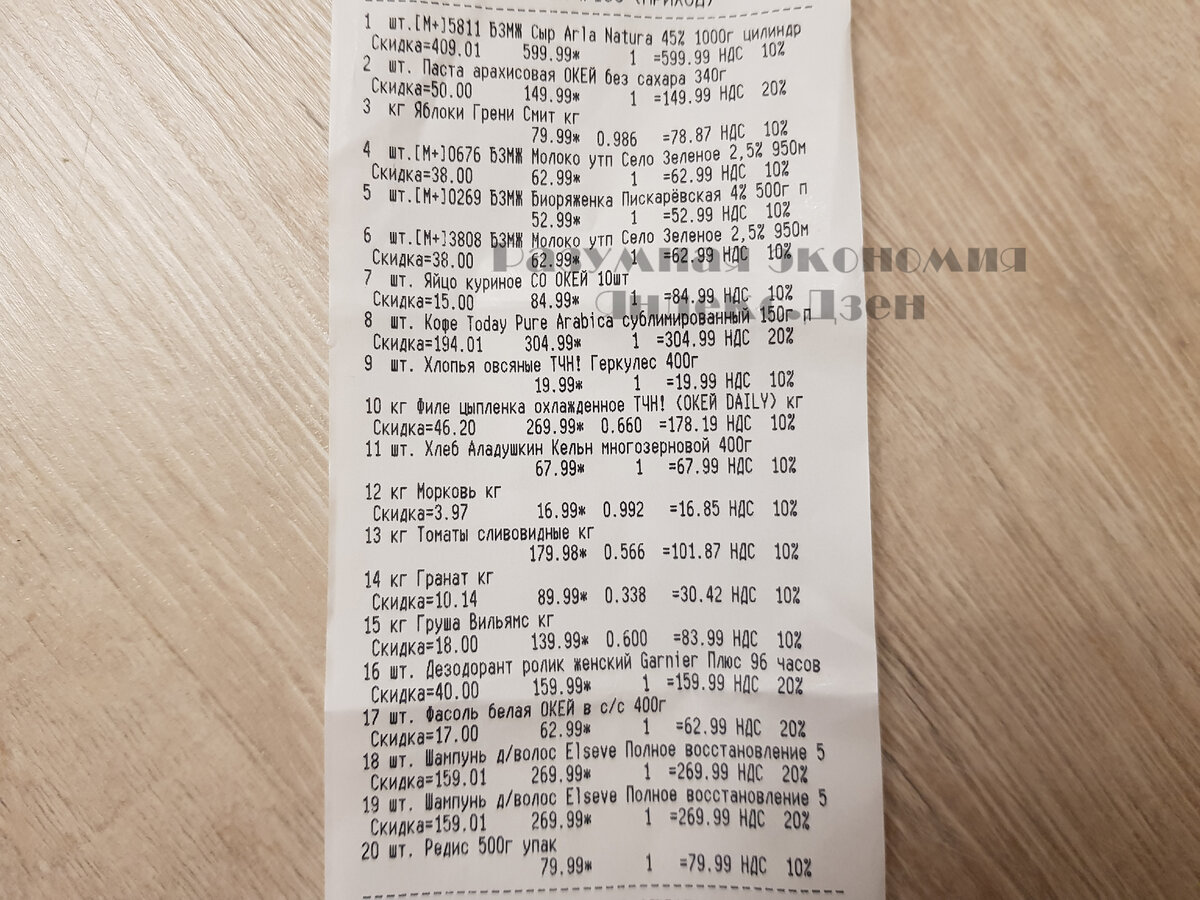 1 шт.[М+]5811 БЗМЖ Сыр Arla Natura 45% 1000г цилиндр
Скидка=409.01 599.99* 1 =599.99 НДС 10%
2 шт. Паста арахисовая ОКЕЙ без сахара 340г
Скидка=50.00 149.99* 1 =149.99 НДС 20%
3 кг Яблоки Грени Смит кг
79.99* 0.986 =78.87 НДС 10%
4 шт.[М+]0676 БЗМЖ Молоко утп Село Зеленое 2,5% 950м
Скидка=38.00 62.99* 1 =62.99 НДС 10%
5 шт.[М+]0269 БЗМЖ Биоряженка Пискарёвская 4% 500г п
52.99* 1 =52.99 НДС 10%
6 шт.[М+]3808 БЗМЖ Молоко утп Село Зеленое 2,5% 950м
Скидка=38.00 62.99* 1 =62.99 НДС 10%
Разумная экономия
7 шт. Яйцо куриное СО ОКЕЙ 10шт
Скидка=15.00 84.99* 1 =84.99 НДС 10%
Яндекс.Дзен
8 шт. Кофе Today Pure Arabica сублимированный 150г п
Скидка=194.01 304.99* 1 =304.99 НДС 20%
9 шт. Хлопья овсяные ТЧН! Геркулес 400г
19.99* 1 =19.99 НДС 10%
10 кг Филе цыпленка охлажденное ТЧН! (ОКЕЙ DAILY) кг
Скидка=46.20 269.99* 0.660 =178.19 НДС 10%
11 шт. Хлеб Аладушкин Кельн многозерновой 400г
67.99* 1 =67.99 НДС 10%
12 кг Морковь кг
Скидка=3.97 16.99* 0.992 =16.85 НДС 10%
13 кг Томаты сливовидные кг
179.98* 0.566 =101.87 НДС 10%
14 кг Гранат кг
Скидка=10.14 89.99* 0.338 =30.42 НДС 10%
15 кг Груша Вильямс кг
Скидка=18.00 139.99* 0.600 =83.99 НДС 10%
16 шт. Дезодорант ролик женский Garnier Плюс 96 часов
Скидка=40.00 159.99* 1 =159.99 НДС 20%
17 шт. Фасоль белая ОКЕЙ в с/с 400г
Скидка=17.00 62.99* 1 =62.99 НДС 20%
18 шт. Шампунь д/волос Elseve Полное восстановление 5
Скидка=159.01 269.99* 1 =269.99 НДС 20%
19 шт. Шампунь д/волос Elseve Полное восстановление 5
Скидка=159.01 269.99* 1 =269.99 НДС 20%
20 шт. Редис 500г упак
79.99* 1 =79.99 НДС 10%